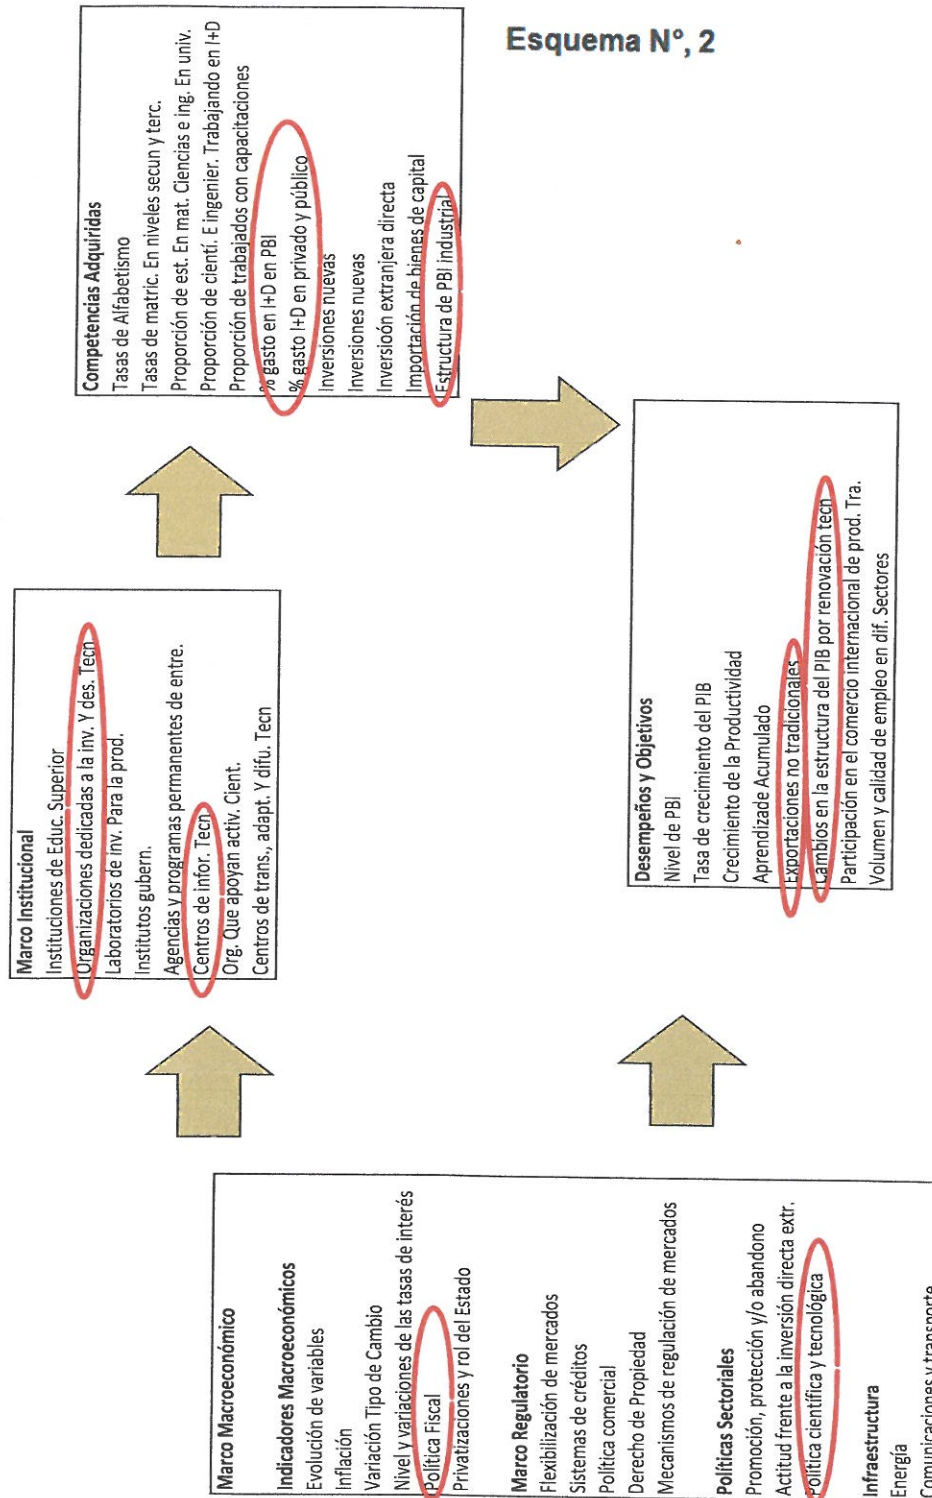 Esquema N°, 2
Marco Macroeconómico
Indicadores Macroeconómicos
Evolución de variables
Inflación
Variación Tipo de Cambio
Nivel y variaciones de las tasas de interés
Política Fiscal
Privatizaciones y rol del Estado
Marco Regulatorio
Flexibilización de mercados
Sistemas de créditos
Política comercial
Derecho de Propiedad
Mecanismos de regulación de mercados
Políticas Sectoriales
Promoción, protección y/o abandono
Actitud frente a la inversión directa extr.
Política científica y tecnológica
Infraestructura
Energía
Comunicaciones y transporte
Marco Institucional
Instituciones de Educ. Superior
Organizaciones dedicadas a la inv. Y des. Tecn
Laboratorios de inv. Para la prod.
Institutos gubern.
Agencias y programas permanentes de entre.
Centros de infor. Tecn
Org. Que apoyan activ. Cient.
Centros de trans., adapt. Y difu. Tecn
Competencias Adquiridas
Tasas de Alfabetismo
Tasas de matric. En niveles secun y terc.
Proporción de est. En mat. Ciencias e ing. En univ.
Proporción de cientí. E ingenier. Trabajando en I+D
Proporción de trabajados con capacitaciones
% gasto en I+D en PBI
% gasto I+D en privado y público
Inversiones nuevas
Inversiones nuevas
Inversión extranjera directa
Importación de bienes de capital
Estructura de PBI industrial
Desempeños y Objetivos
Nivel de PBI
Tasa de crecimiento del PIB
Crecimiento de la Productividad
Aprendizade Acumulado
Exportaciones no tradicionales
Cambios en la estructura del PIB por renovación tecn
Participación en el comercio internacional de prod. Tra.
Volumen y calidad de empleo en dif. Sectores